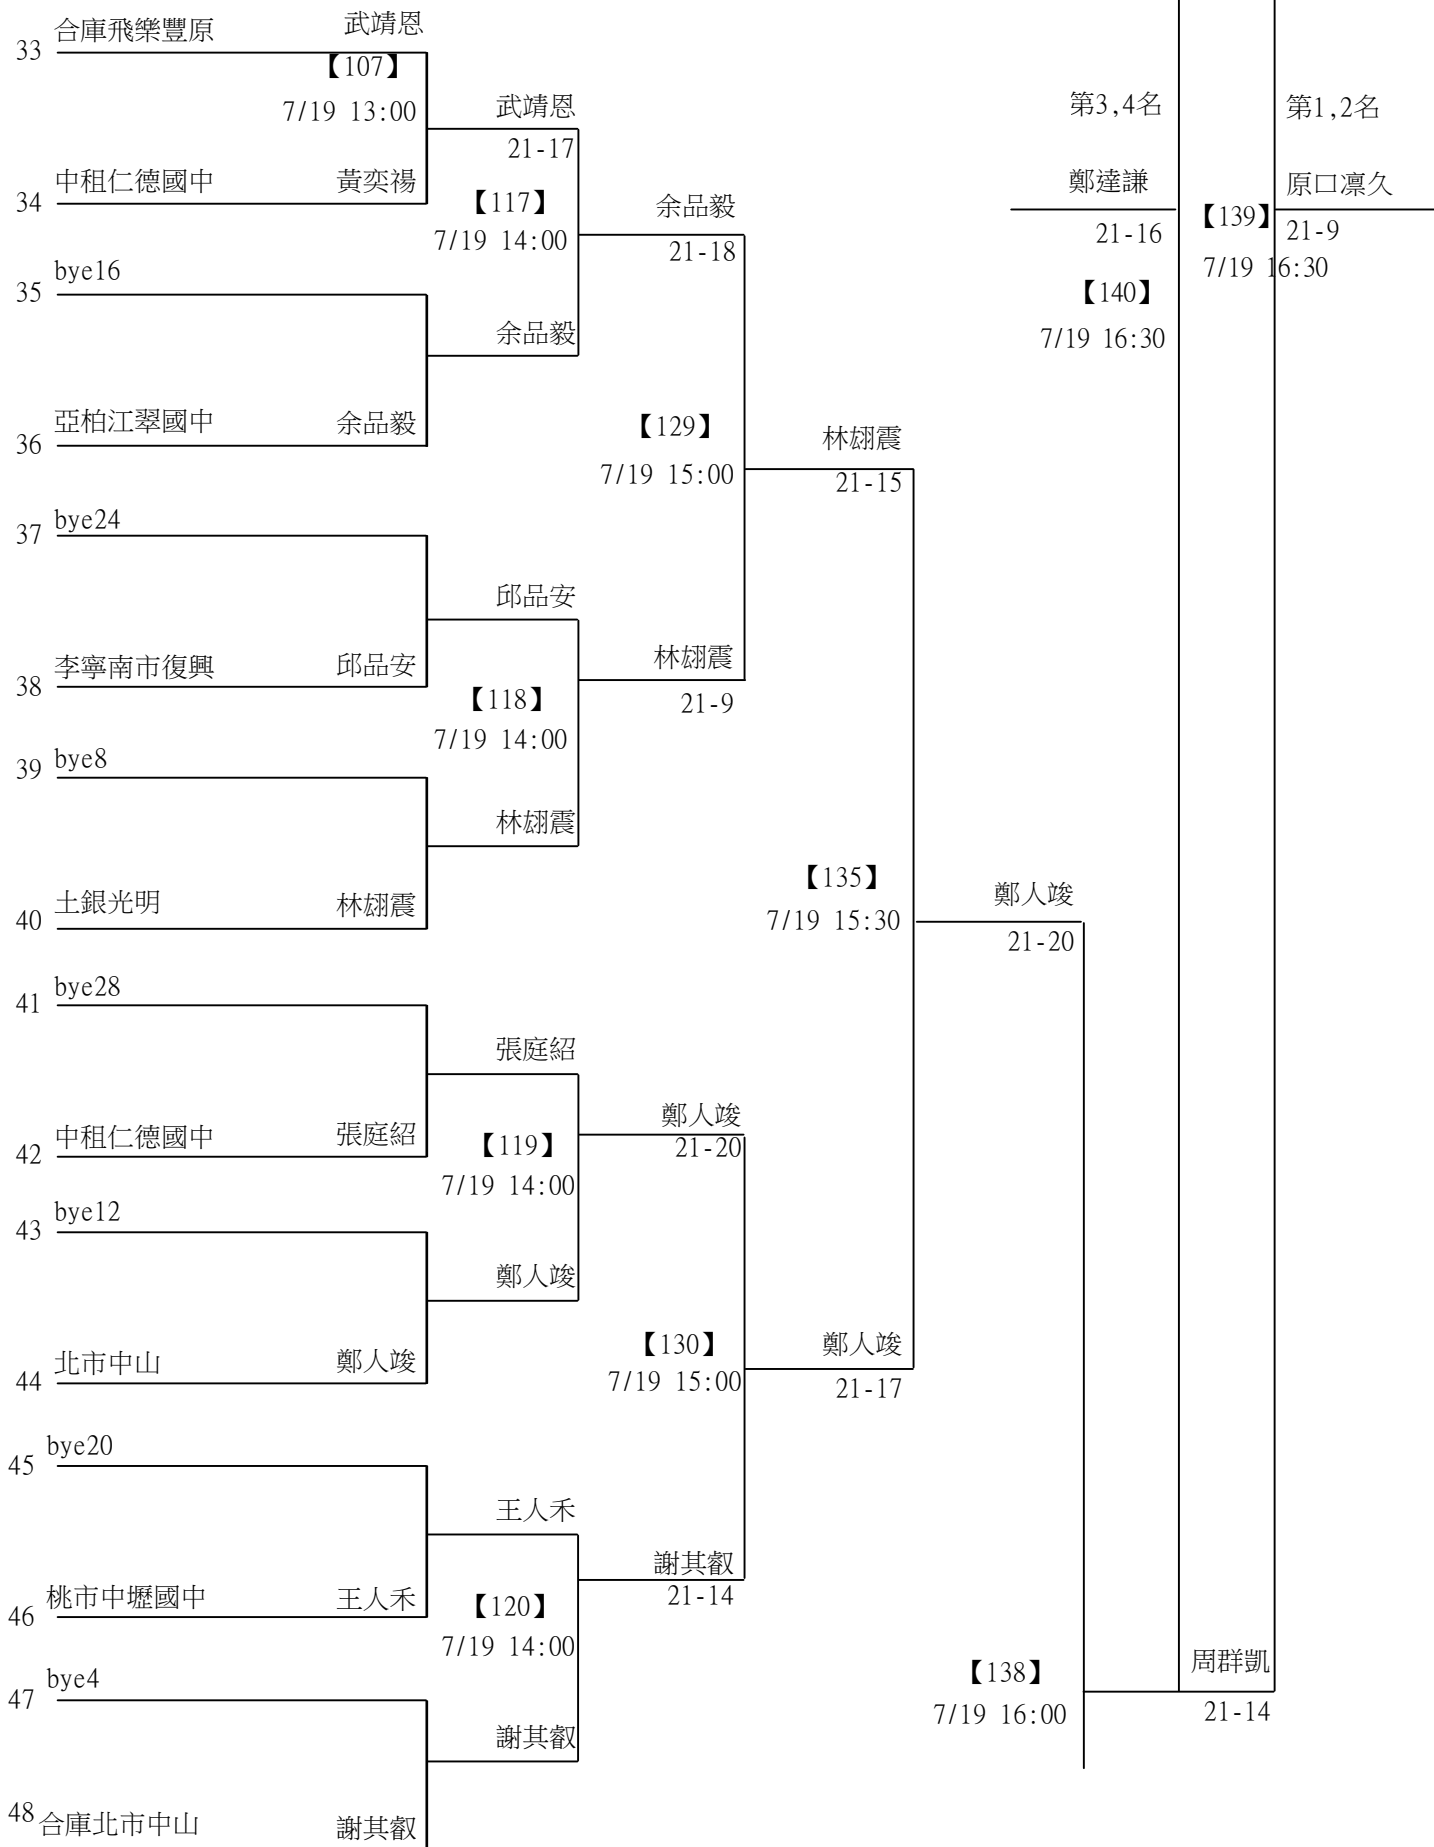 33 合庫飛樂豐原 武靖恩
【107】
7/19 13:00
武靖恩
21-17
34 中租仁德國中 黃奕禓
【117】
7/19 14:00
余品毅
21-18
35 bye16
余品毅
36 亞柏江翠國中 余品毅
【129】
7/19 15:00
林翃震
21-15
37 bye24
邱品安
38 李寧南市復興 邱品安
【118】
7/19 14:00
林翃震
21-9
39 bye8
林翃震
40 土銀光明 林翃震
【135】
7/19 15:30
鄭人竣
21-20
41 bye28
張庭紹
42 中租仁德國中 張庭紹
【119】
7/19 14:00
鄭人竣
21-20
43 bye12
鄭人竣
44 北市中山 鄭人竣
【130】
7/19 15:00
鄭人竣
21-17
45 bye20
王人禾
46 桃市中壢國中 王人禾
【120】
7/19 14:00
謝其叡
21-14
47 bye4
謝其叡
48 合庫北市中山 謝其叡
【138】
7/19 16:00
周群凱
21-14
第3,4名
鄭達謙
21-16
【140】
7/19 16:30
第1,2名
原口凛久
【139】 21-9
7/19 16:30